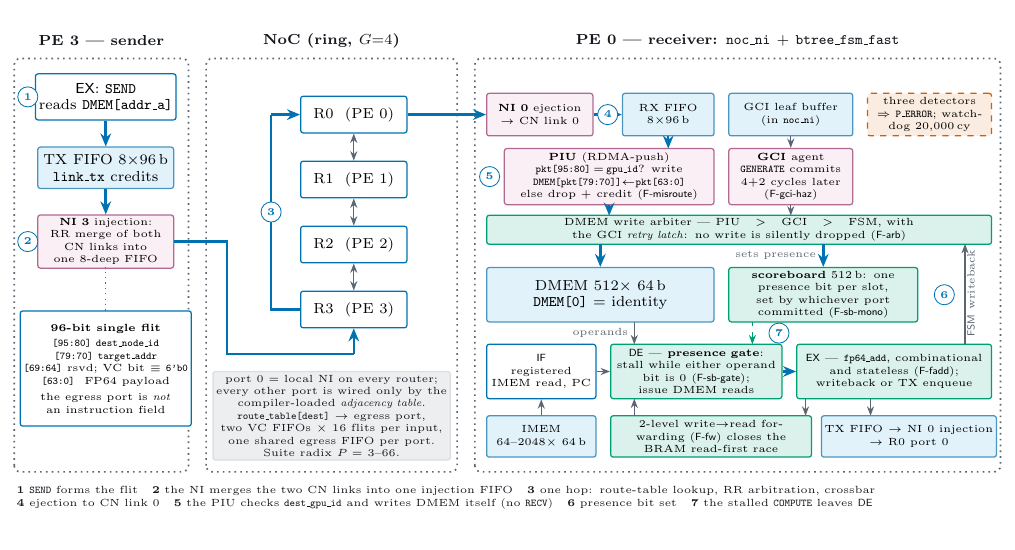 PE 3 — sender
NoC (ring, G=4)
PE 0 — receiver: noc_ni + btree_fsm_fast
1
EX: SEND
reads DMEM[addr_a]
TX FIFO 8×96 b
link_tx credits
2
NI 3 injection:
RR merge of both
CN links into
one 8-deep FIFO
96-bit single flit
[95:80] dest_node_id
[79:70] target_addr
[69:64] rsvd; VC bit ≡ 6'b0
[63:0] FP64 payload
the egress port is not
an instruction field
R0 (PE 0)
R1 (PE 1)
3
R2 (PE 2)
R3 (PE 3)
port 0 = local NI on every router;
every other port is wired only by the
compiler-loaded adjacency table.
route_table[dest] → egress port,
two VC FIFOs × 16 flits per input,
one shared egress FIFO per port.
Suite radix P = 3–66.
NI 0 ejection
→ CN link 0
4
RX FIFO
8×96 b
GCI leaf buffer
(in noc_ni)
three detectors
⇒ P_ERROR; watch-
dog 20,000 cy
5
PIU (RDMA-push)
pkt[95:80] = gpu_id? write
DMEM[pkt[79:70]]←pkt[63:0]
else drop + credit (F-misroute)
GCI agent
GENERATE commits
4+2 cycles later
(F-gci-haz)
DMEM write arbiter — PIU > GCI > FSM, with
the GCI retry latch: no write is silently dropped (F-arb)
sets presence
DMEM 512× 64 b
DMEM[0] = identity
scoreboard 512 b: one
presence bit per slot,
set by whichever port
committed (F-sb-mono)
6
FSM writeback
operands
7
IF
registered
IMEM read, PC
DE — presence gate:
stall while either operand
bit is 0 (F-sb-gate);
issue DMEM reads
EX — fp64_add, combinational
and stateless (F-fadd);
writeback or TX enqueue
IMEM
64–2048× 64 b
2-level write→read for-
warding (F-fw) closes the
BRAM read-first race
TX FIFO → NI 0 injection
→ R0 port 0
1 SEND forms the flit 2 the NI merges the two CN links into one injection FIFO 3 one hop: route-table lookup, RR arbitration, crossbar
4 ejection to CN link 0 5 the PIU checks dest_gpu_id and writes DMEM itself (no RECV) 6 presence bit set 7 the stalled COMPUTE leaves DE